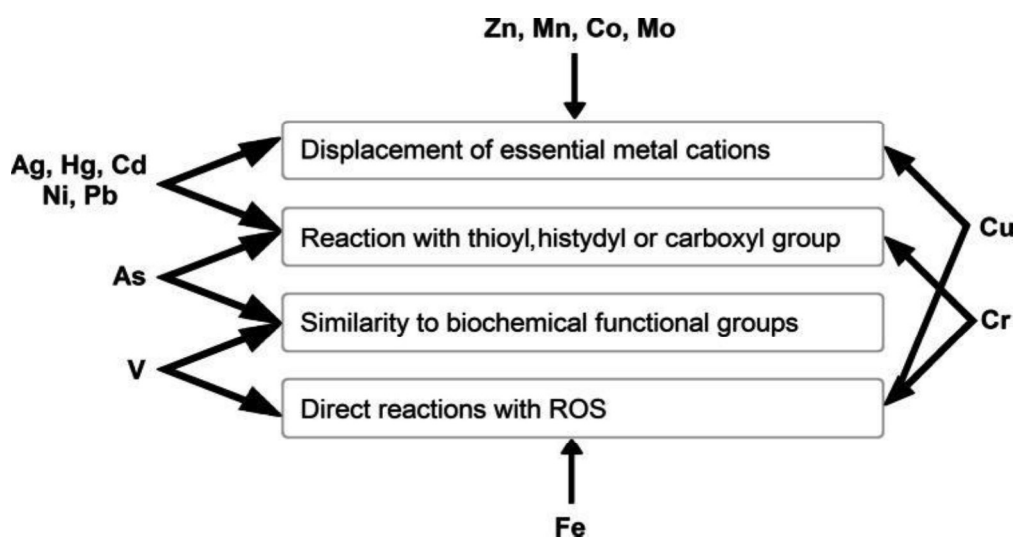 Zn, Mn, Co, Mo
Displacement of essential metal cations
Ag, Hg, Cd
Ni, Pb
Reaction with thioyl,histydyl or carboxyl group
Cu
As
Similarity to biochemical functional groups
Cr
V
Direct reactions with ROS
Fe